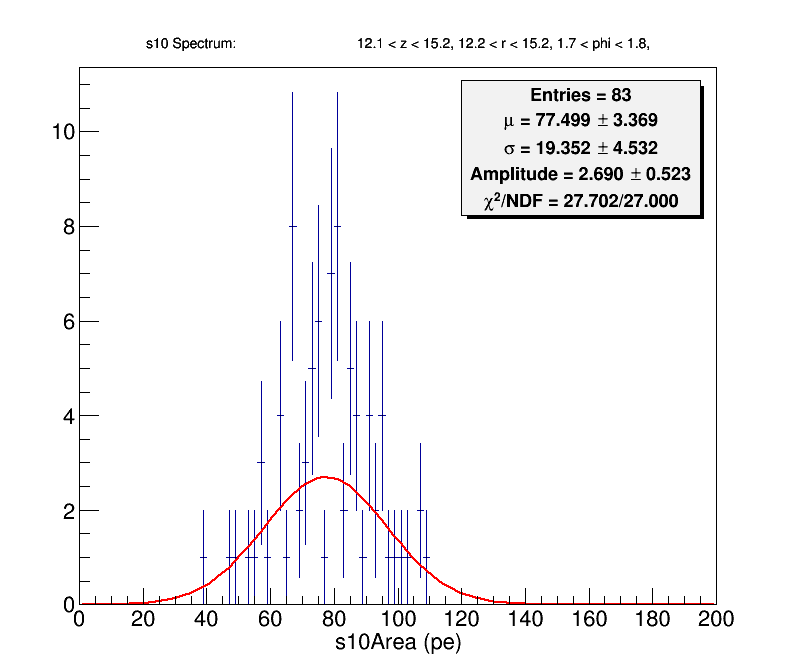 s10 Spectrum: 12.1 < z < 15.2, 12.2 < r < 15.2, 1.7 < phi < 1.8,
Entries = 83
μ = 77.499 ± 3.369
σ = 19.352 ± 4.532
Amplitude = 2.690 ± 0.523
χ²/NDF = 27.702/27.000
10
8
6
4
2
0
0 20 40 60 80 100 120 140 160 180 200
s10Area (pe)